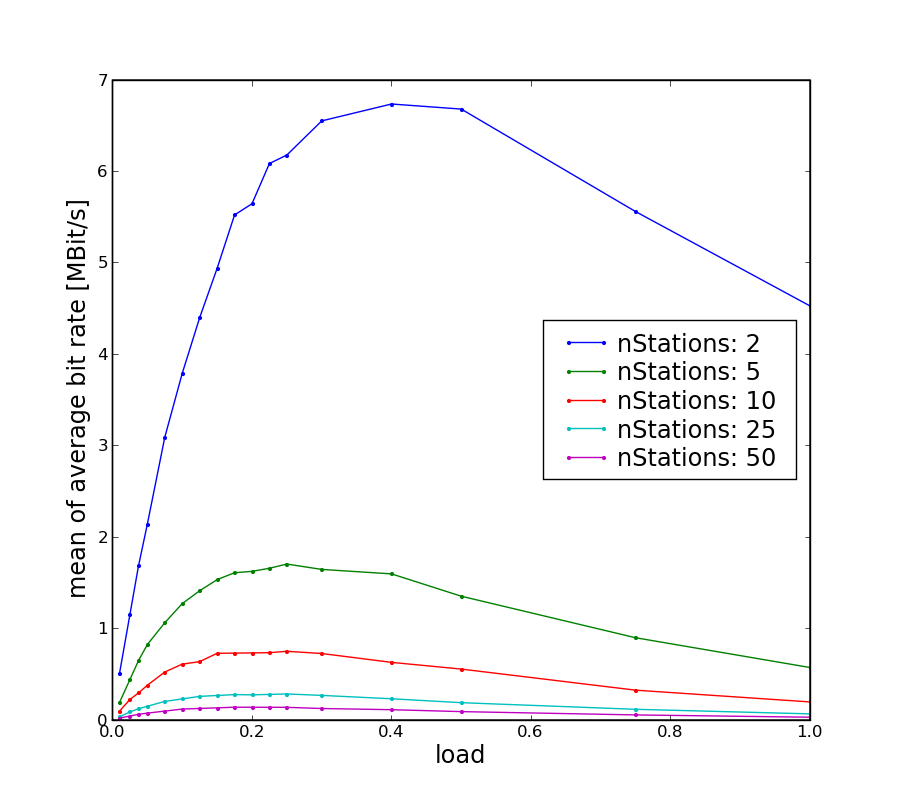 7
6
5
4
3
2
1
0
mean of average bit rate [MBit/s]
nStations: 2
nStations: 5
nStations: 10
nStations: 25
nStations: 50
0.0 0.2 0.4 0.6 0.8 1.0
load